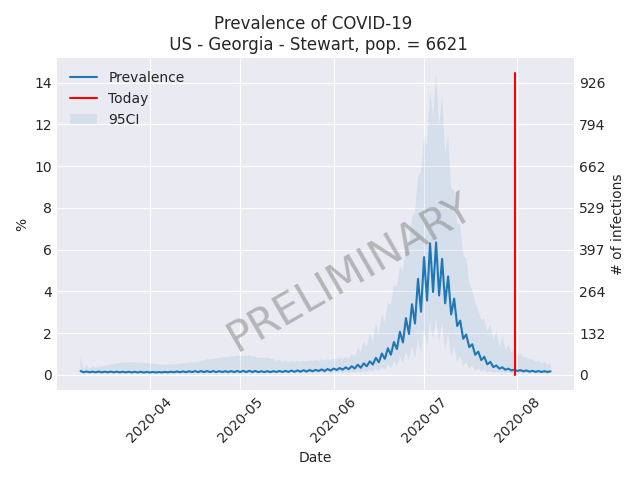 Prevalence of COVID-19
US - Georgia - Stewart, pop. = 6621
Prevalence
Today
95CI
PRELIMINARY
%
14
12
10
8
6
4
2
0
926
794
662
529
397
264
132
0
# of infections
2020-04
2020-05
2020-06
2020-07
2020-08
Date